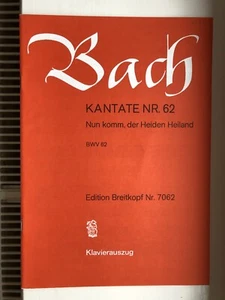 Bach
KANTATE NR. 62
Nun komm, der Heiden Heiland
BWV 62
Edition Breitkopf Nr. 7062
Klavierauszug